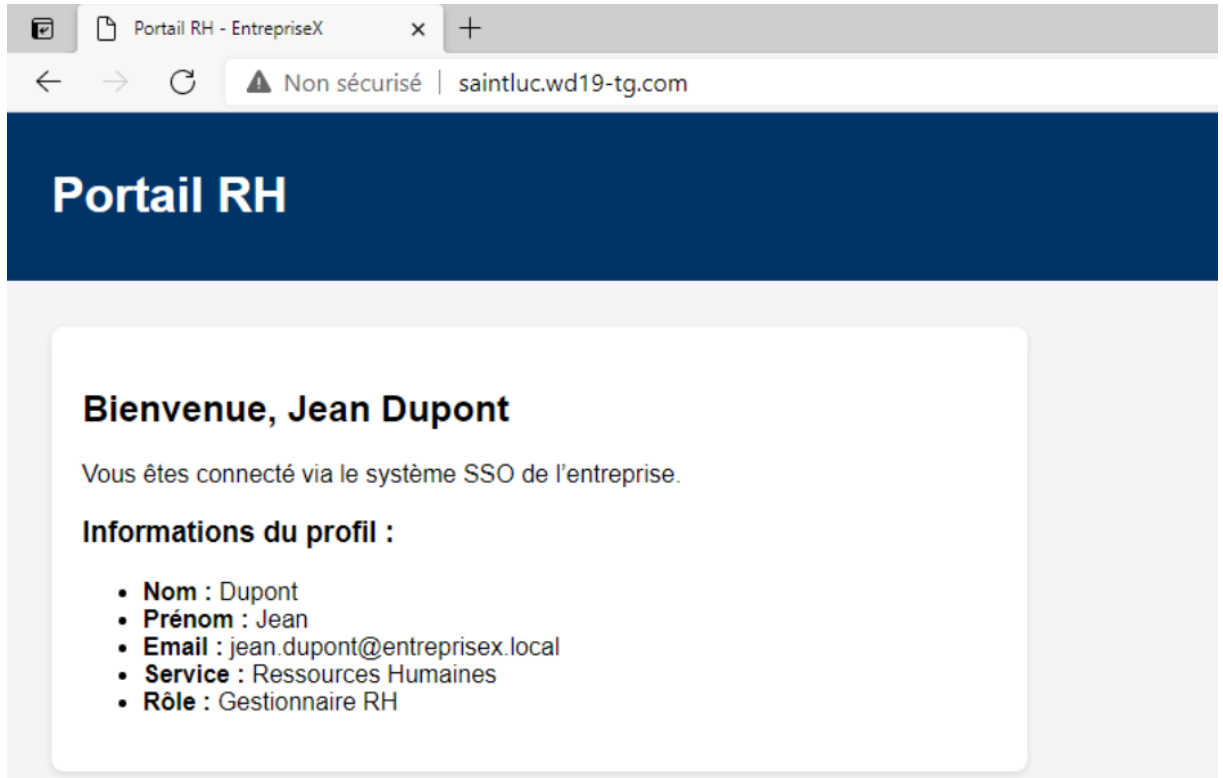 Portail RH - EntrepriseX
Non sécurisé | saintluc.wd19-tg.com
Portail RH
Bienvenue, Jean Dupont
Vous êtes connecté via le système SSO de l’entreprise.
Informations du profil :
• Nom : Dupont
• Prénom : Jean
• Email : jean.dupont@entreprisex.local
• Service : Ressources Humaines
• Rôle : Gestionnaire RH